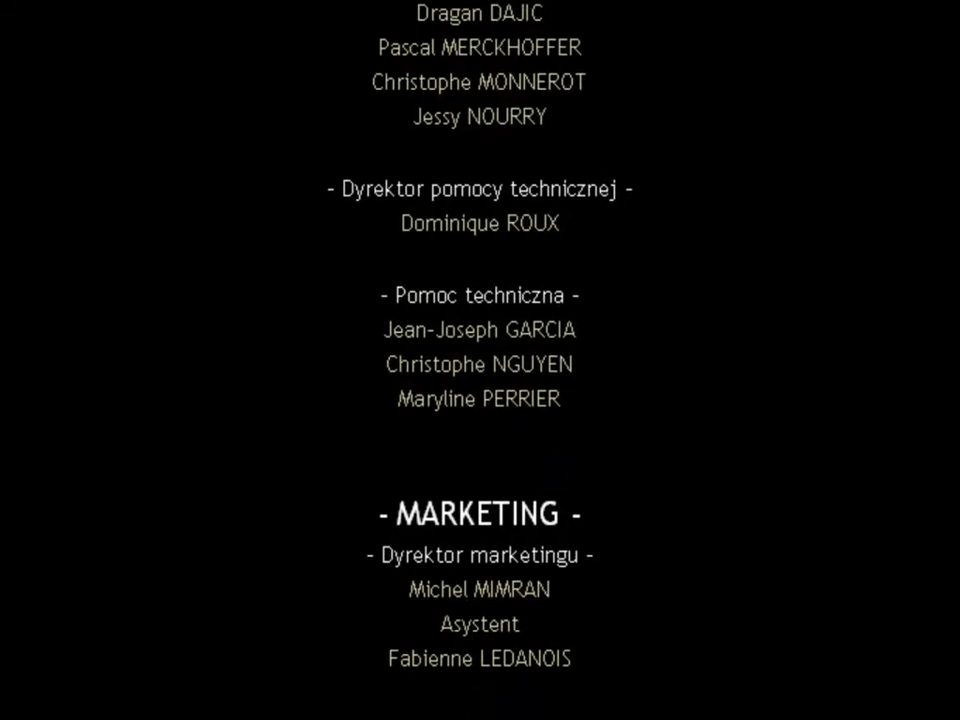 Dragan DAJIC
Pascal MERCKHOFFER
Christophe MONNEROT
Jessy NOURRY
- Dyrektor pomocy technicznej -
Dominique ROUX
- Pomoc techniczna -
Jean-Joseph GARCIA
Christophe NGUYEN
Maryline PERRIER
- MARKETING -
- Dyrektor marketingu -
Michel MIMRAN
Asystent
Fabienne LEDANOIS